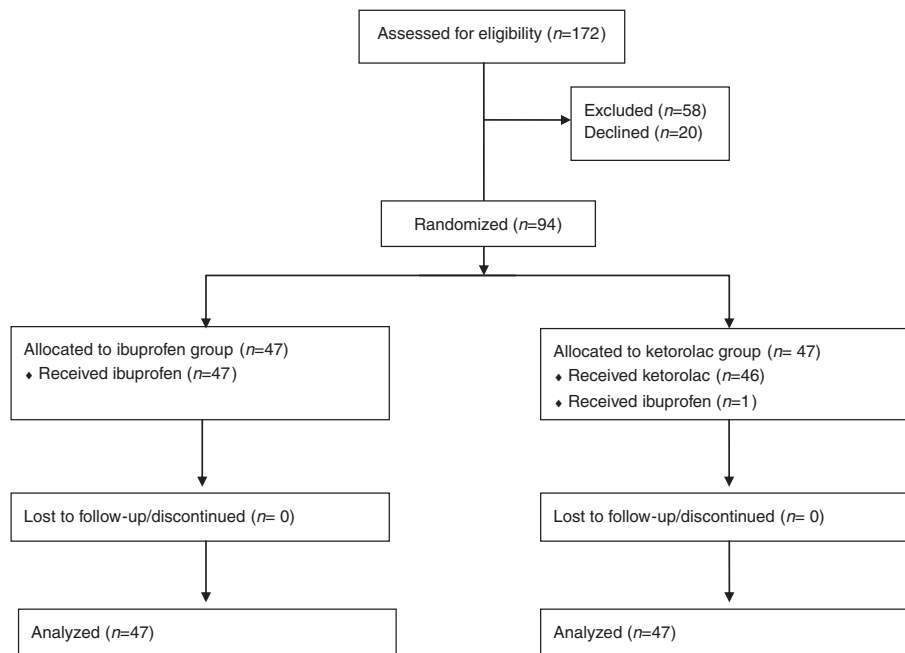 Assessed for eligibility (n=172)
Excluded (n=58)
Declined (n=20)
Randomized (n=94)
Allocated to ibuprofen group (n=47)
♦ Received ibuprofen (n=47)
Allocated to ketorolac group (n= 47)
♦ Received ketorolac (n=46)
♦ Received ibuprofen (n=1)
Lost to follow-up/discontinued (n= 0)
Lost to follow-up/discontinued (n= 0)
Analyzed (n=47)
Analyzed (n=47)